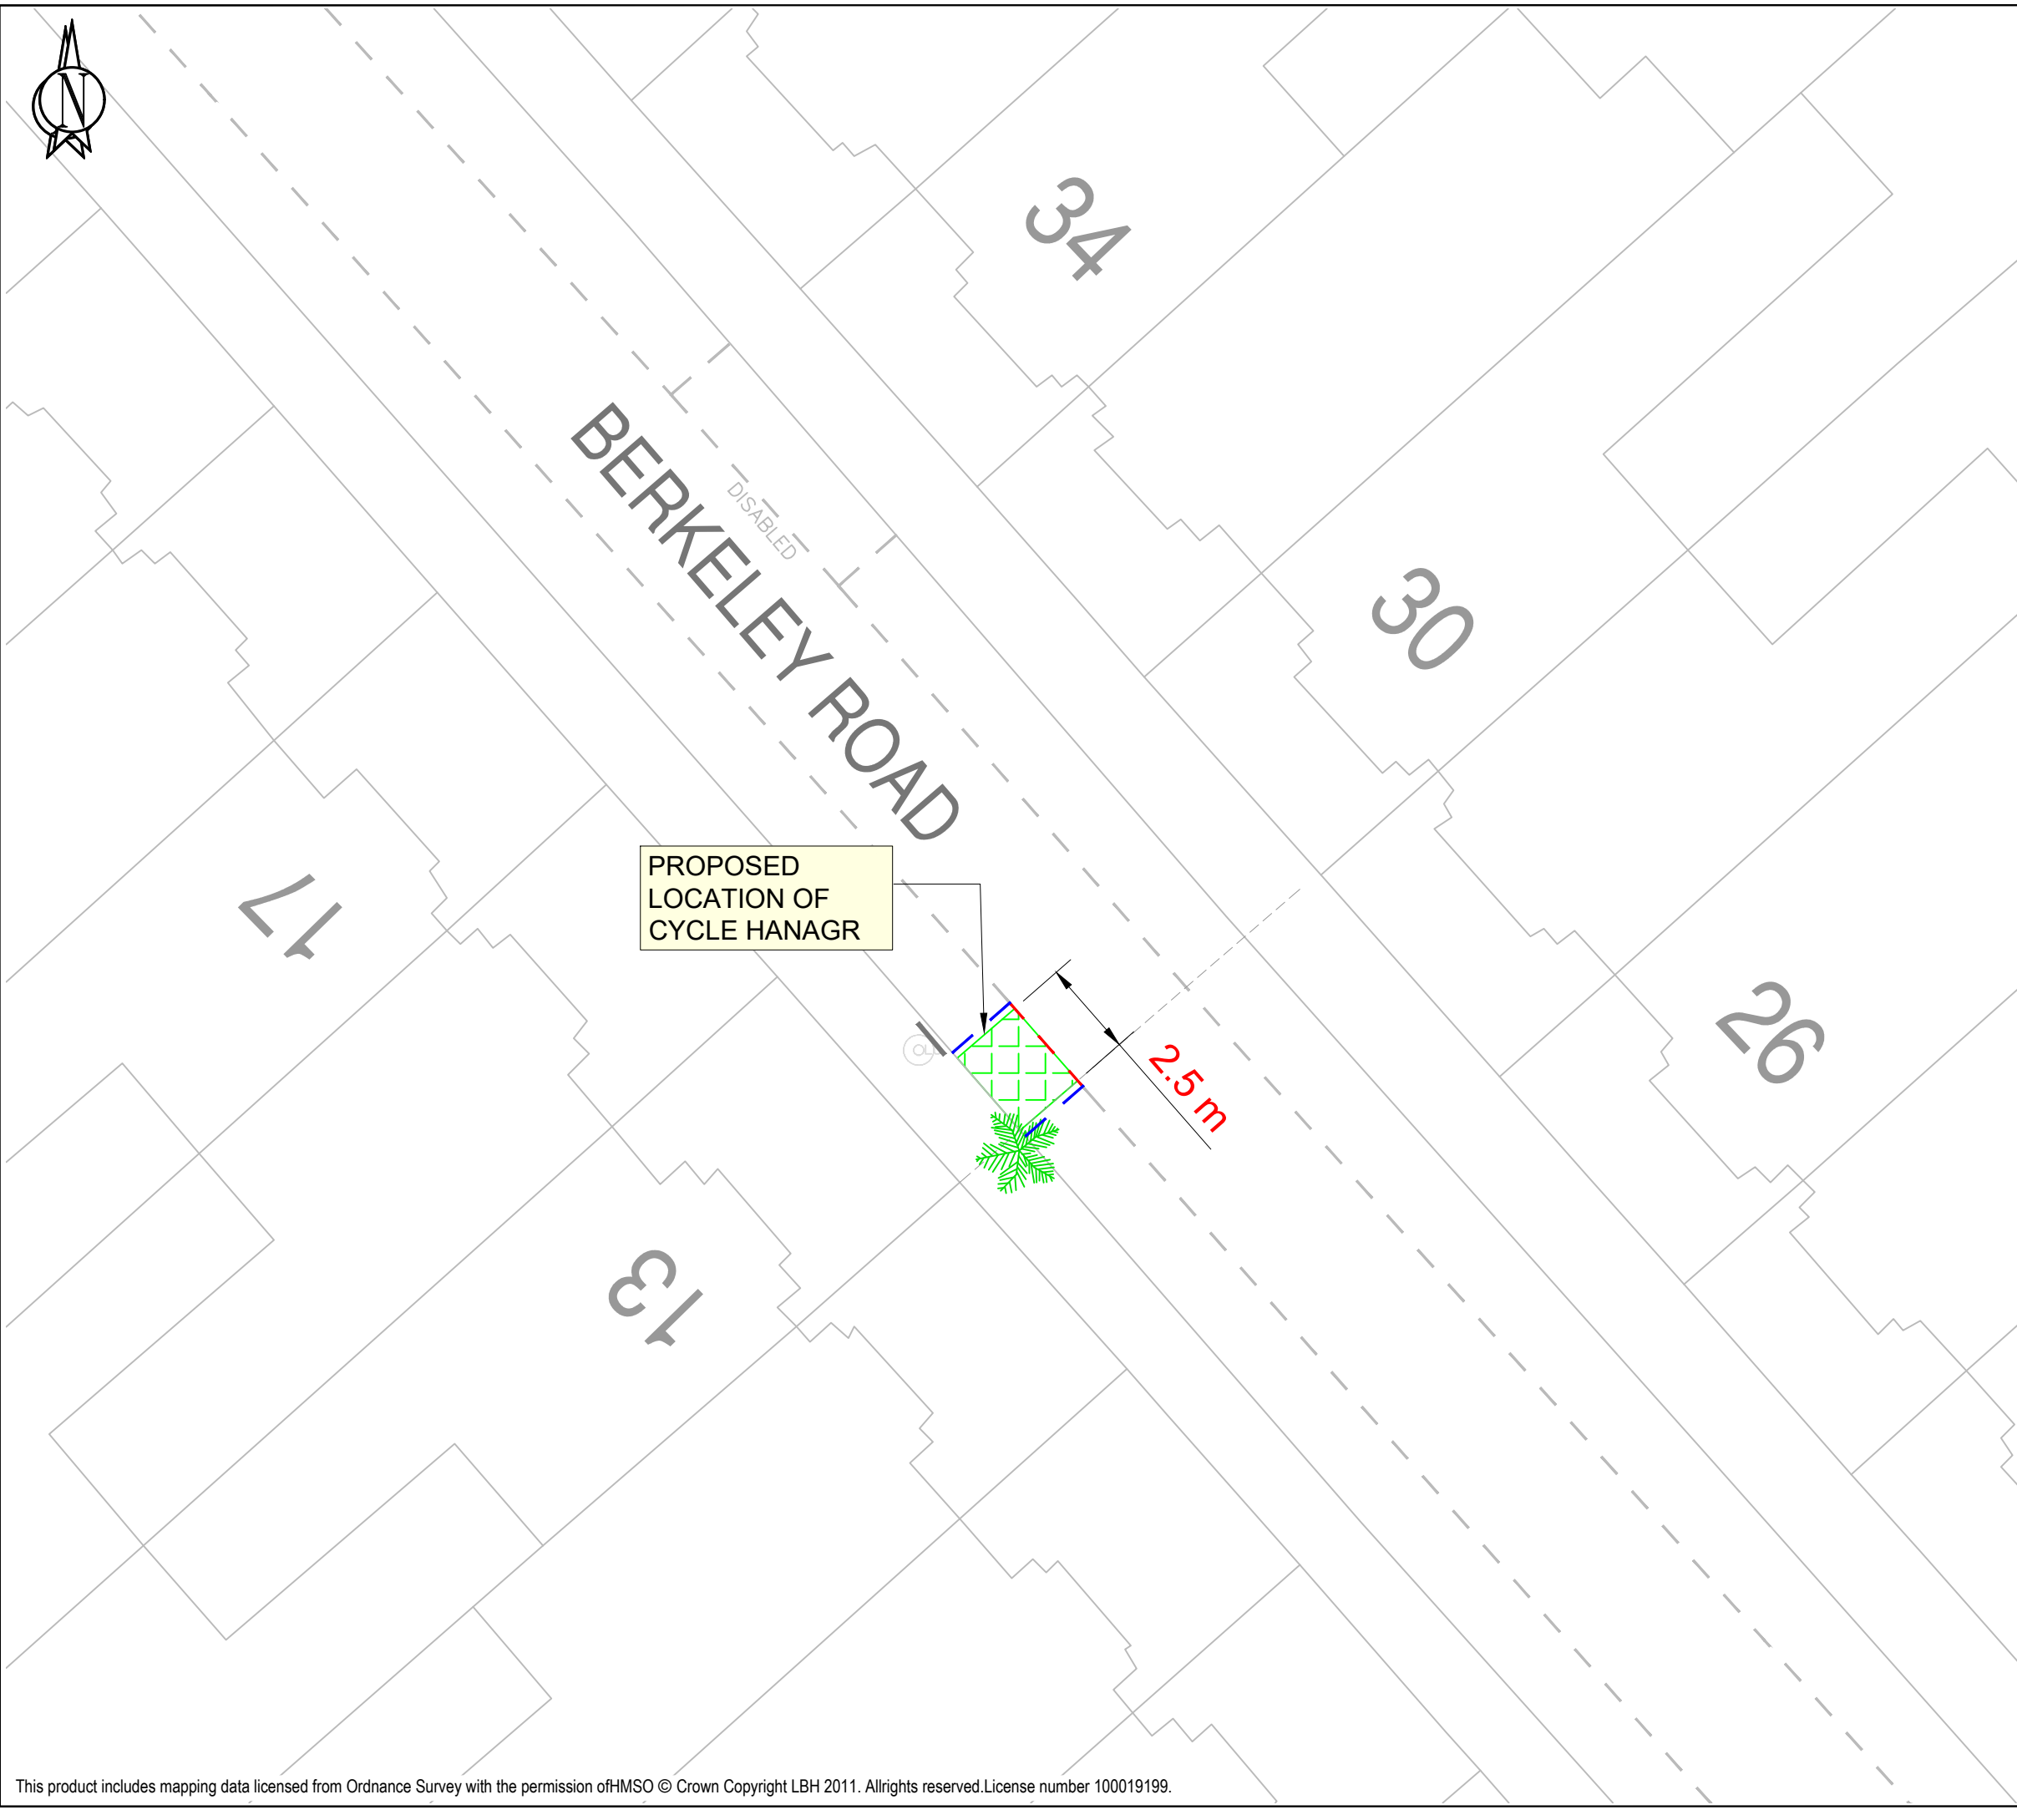 N
34
BERKELEY ROAD
DISABLED
30
PROPOSED
LOCATION OF
CYCLE HANAGR
17
26
2.5 m
13
This product includes mapping data licensed from Ordnance Survey with the permission ofHMSO © Crown Copyright LBH 2011. Allrights reserved.License number 100019199.